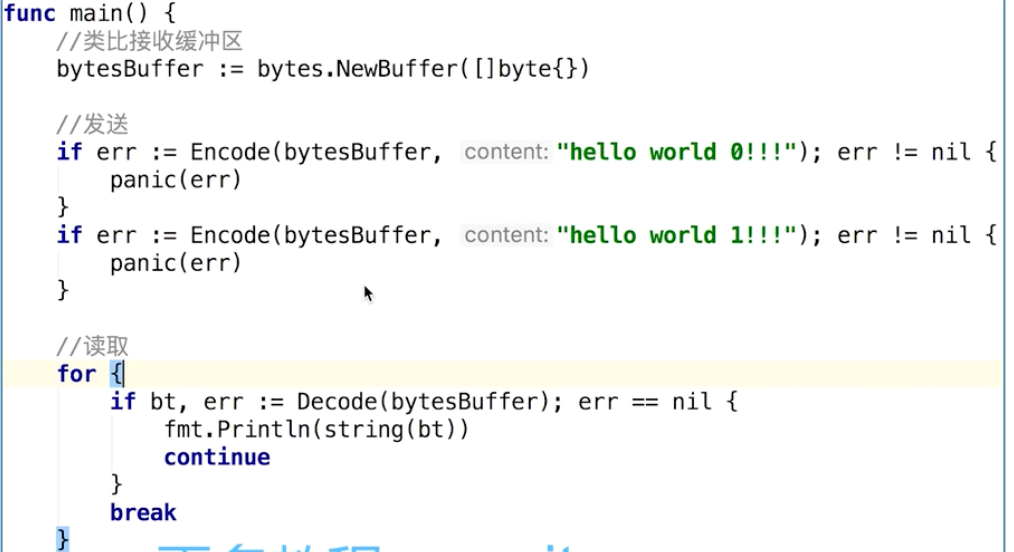 func main() {
//类比接收缓冲区
bytesBuffer := bytes.NewBuffer([]byte{})
//发送
if err := Encode(bytesBuffer, content: "hello world 0!!!"); err != nil {
panic(err)
}
if err := Encode(bytesBuffer, content: "hello world 1!!!"); err != nil {
panic(err)
}
//读取
for {
if bt, err := Decode(bytesBuffer); err == nil {
fmt.Println(string(bt))
continue
}
break
}